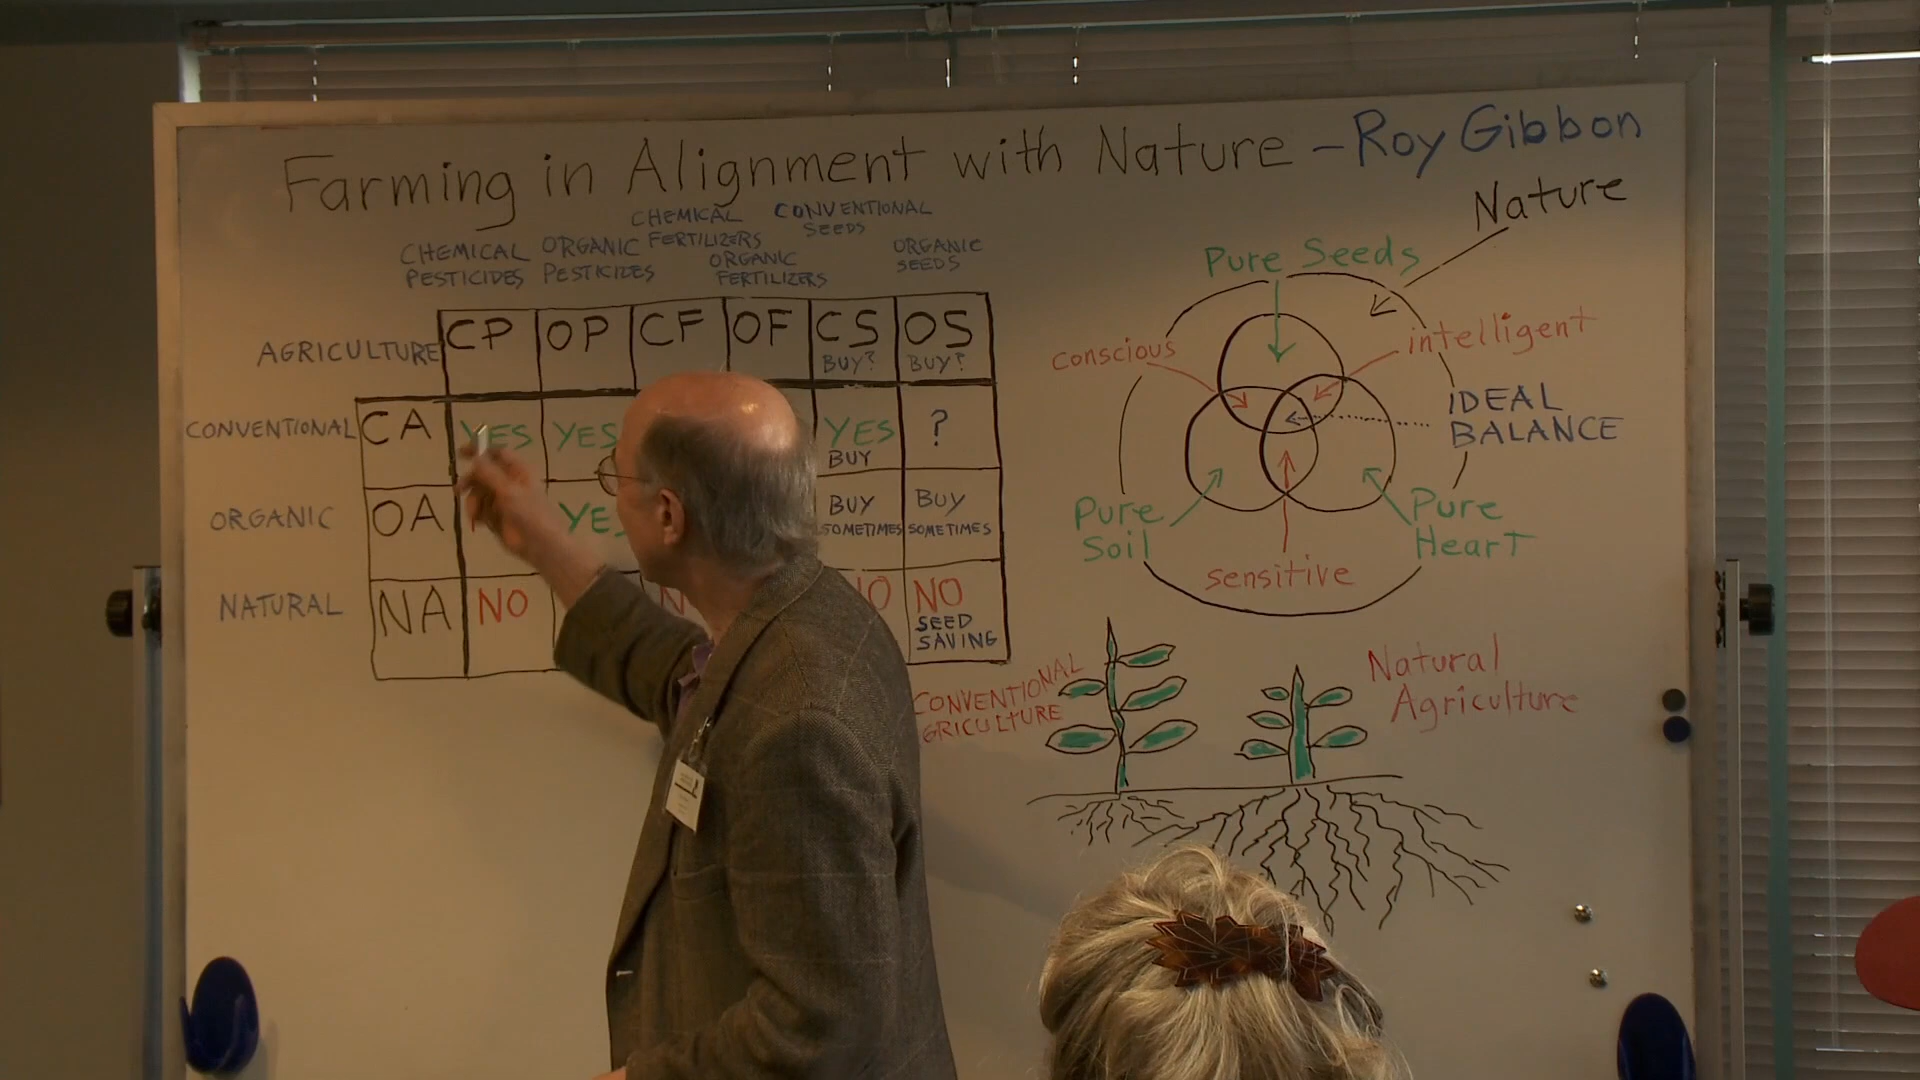 Farming in Alignment with Nature - Roy Gibbon
CHEMICAL PESTICIDES
ORGANIC PESTICIDES
CHEMICAL FERTILIZERS
ORGANIC FERTILIZERS
CONVENTIONAL SEEDS
ORGANIC SEEDS
AGRICULTURE CP OP CF OF CS OS
BUY? BUY?
CONVENTIONAL CA YES YES YES ?
BUY
ORGANIC OA BUY BUY
SOMETIMES SOMETIMES
NATURAL NA NO NO
SEED
SAVING
Nature
Pure Seeds
conscious
intelligent
IDEAL
BALANCE
Pure
Soil
Pure
Heart
sensitive
CONVENTIONAL
Natural
Agriculture